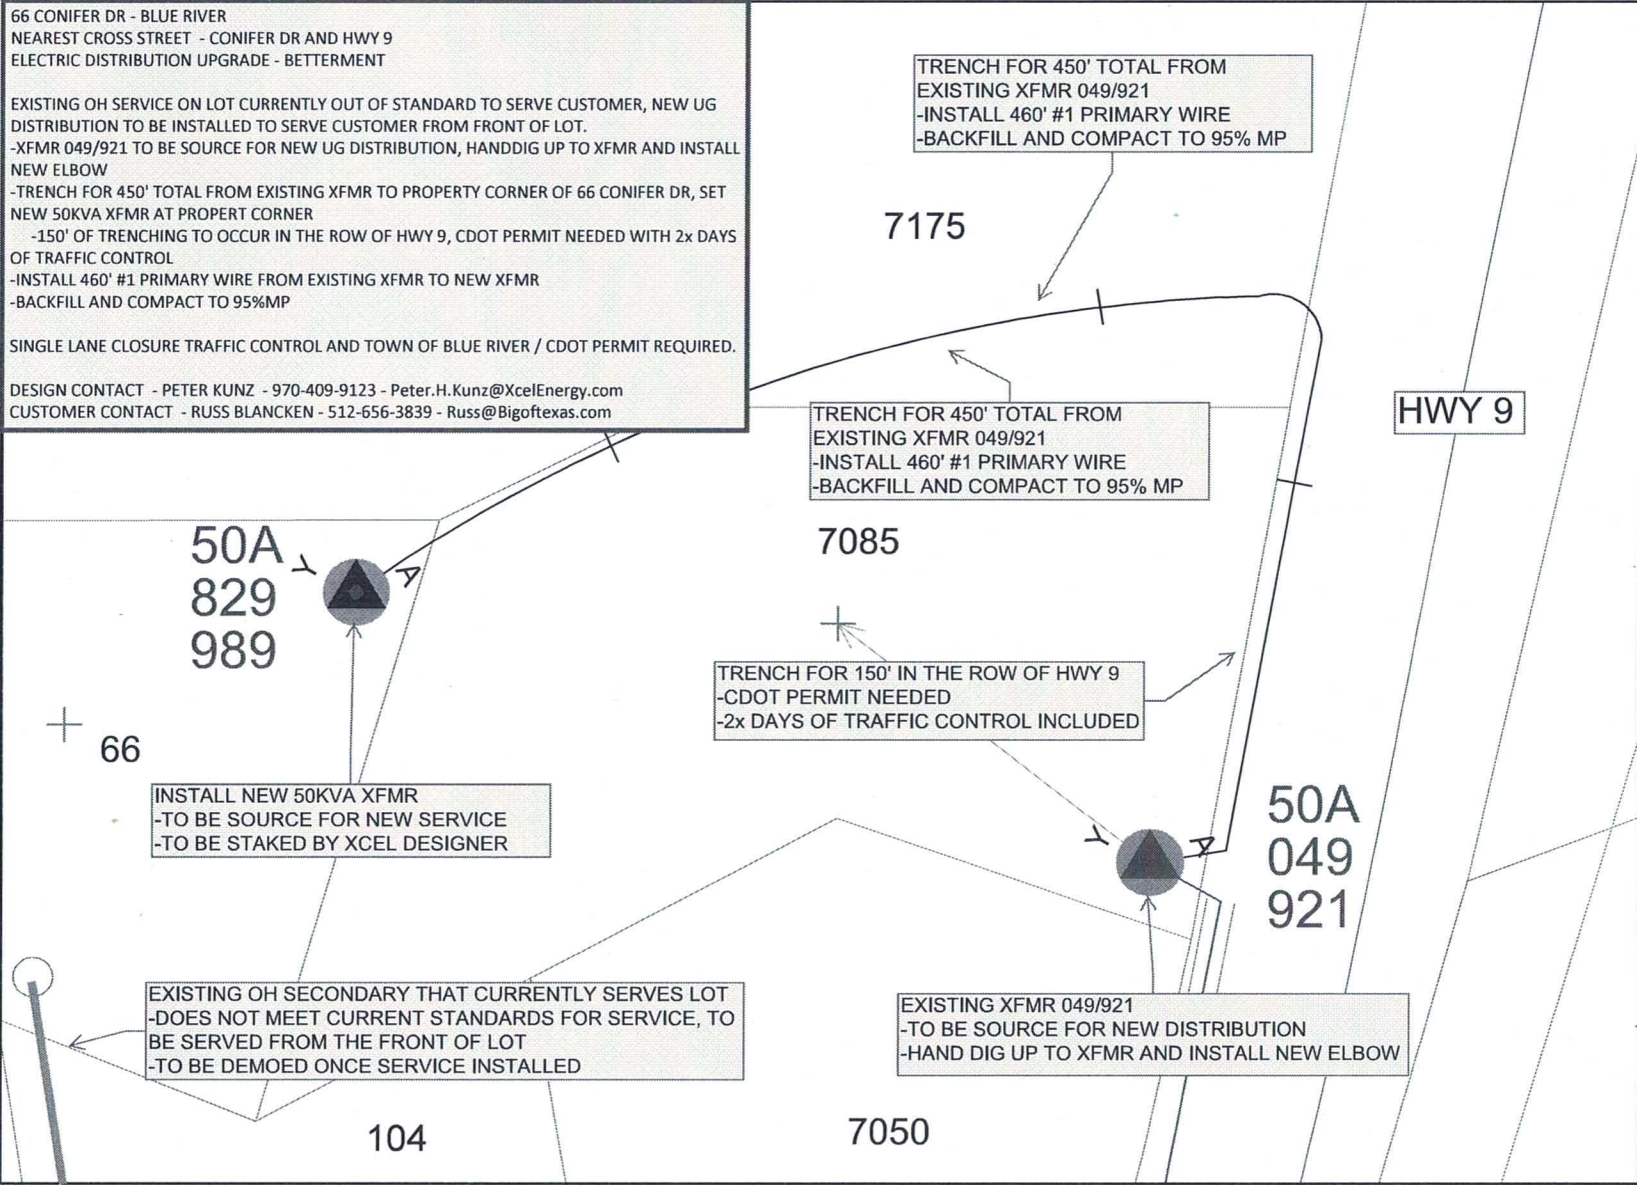 66 CONIFER DR - BLUE RIVER
NEAREST CROSS STREET - CONIFER DR AND HWY 9
ELECTRIC DISTRIBUTION UPGRADE - BETTERMENT
EXISTING OH SERVICE ON LOT CURRENTLY OUT OF STANDARD TO SERVE CUSTOMER, NEW UG
DISTRIBUTION TO BE INSTALLED TO SERVE CUSTOMER FROM FRONT OF LOT.
-XFMR 049/921 TO BE SOURCE FOR NEW UG DISTRIBUTION, HANDDIG UP TO XFMR AND INSTALL
NEW ELBOW
-TRENCH FOR 450' TOTAL FROM EXISTING XFMR TO PROPERTY CORNER OF 66 CONIFER DR, SET
NEW 50KVA XFMR AT PROPERT CORNER
-150' OF TRENCHING TO OCCUR IN THE ROW OF HWY 9, CDOT PERMIT NEEDED WITH 2x DAYS
OF TRAFFIC CONTROL
-INSTALL 460' #1 PRIMARY WIRE FROM EXISTING XFMR TO NEW XFMR
-BACKFILL AND COMPACT TO 95%MP
SINGLE LANE CLOSURE TRAFFIC CONTROL AND TOWN OF BLUE RIVER / CDOT PERMIT REQUIRED.
DESIGN CONTACT - PETER KUNZ - 970-409-9123 - Peter.H.Kunz@XcelEnergy.com
CUSTOMER CONTACT - RUSS BLANCKEN - 512-656-3839 - Russ@Bigoftexas.com
TRENCH FOR 450' TOTAL FROM
EXISTING XFMR 049/921
-INSTALL 460' #1 PRIMARY WIRE
-BACKFILL AND COMPACT TO 95% MP
7175
HWY 9
TRENCH FOR 450' TOTAL FROM
EXISTING XFMR 049/921
-INSTALL 460' #1 PRIMARY WIRE
-BACKFILL AND COMPACT TO 95% MP
7085
50A
829
989
Y
A
TRENCH FOR 150' IN THE ROW OF HWY 9
-CDOT PERMIT NEEDED
-2x DAYS OF TRAFFIC CONTROL INCLUDED
66
INSTALL NEW 50KVA XFMR
-TO BE SOURCE FOR NEW SERVICE
-TO BE STAKED BY XCEL DESIGNER
Y
A
50A
049
921
EXISTING OH SECONDARY THAT CURRENTLY SERVES LOT
-DOES NOT MEET CURRENT STANDARDS FOR SERVICE, TO
BE SERVED FROM THE FRONT OF LOT
-TO BE DEMOED ONCE SERVICE INSTALLED
EXISTING XFMR 049/921
-TO BE SOURCE FOR NEW DISTRIBUTION
-HAND DIG UP TO XFMR AND INSTALL NEW ELBOW
104
7050